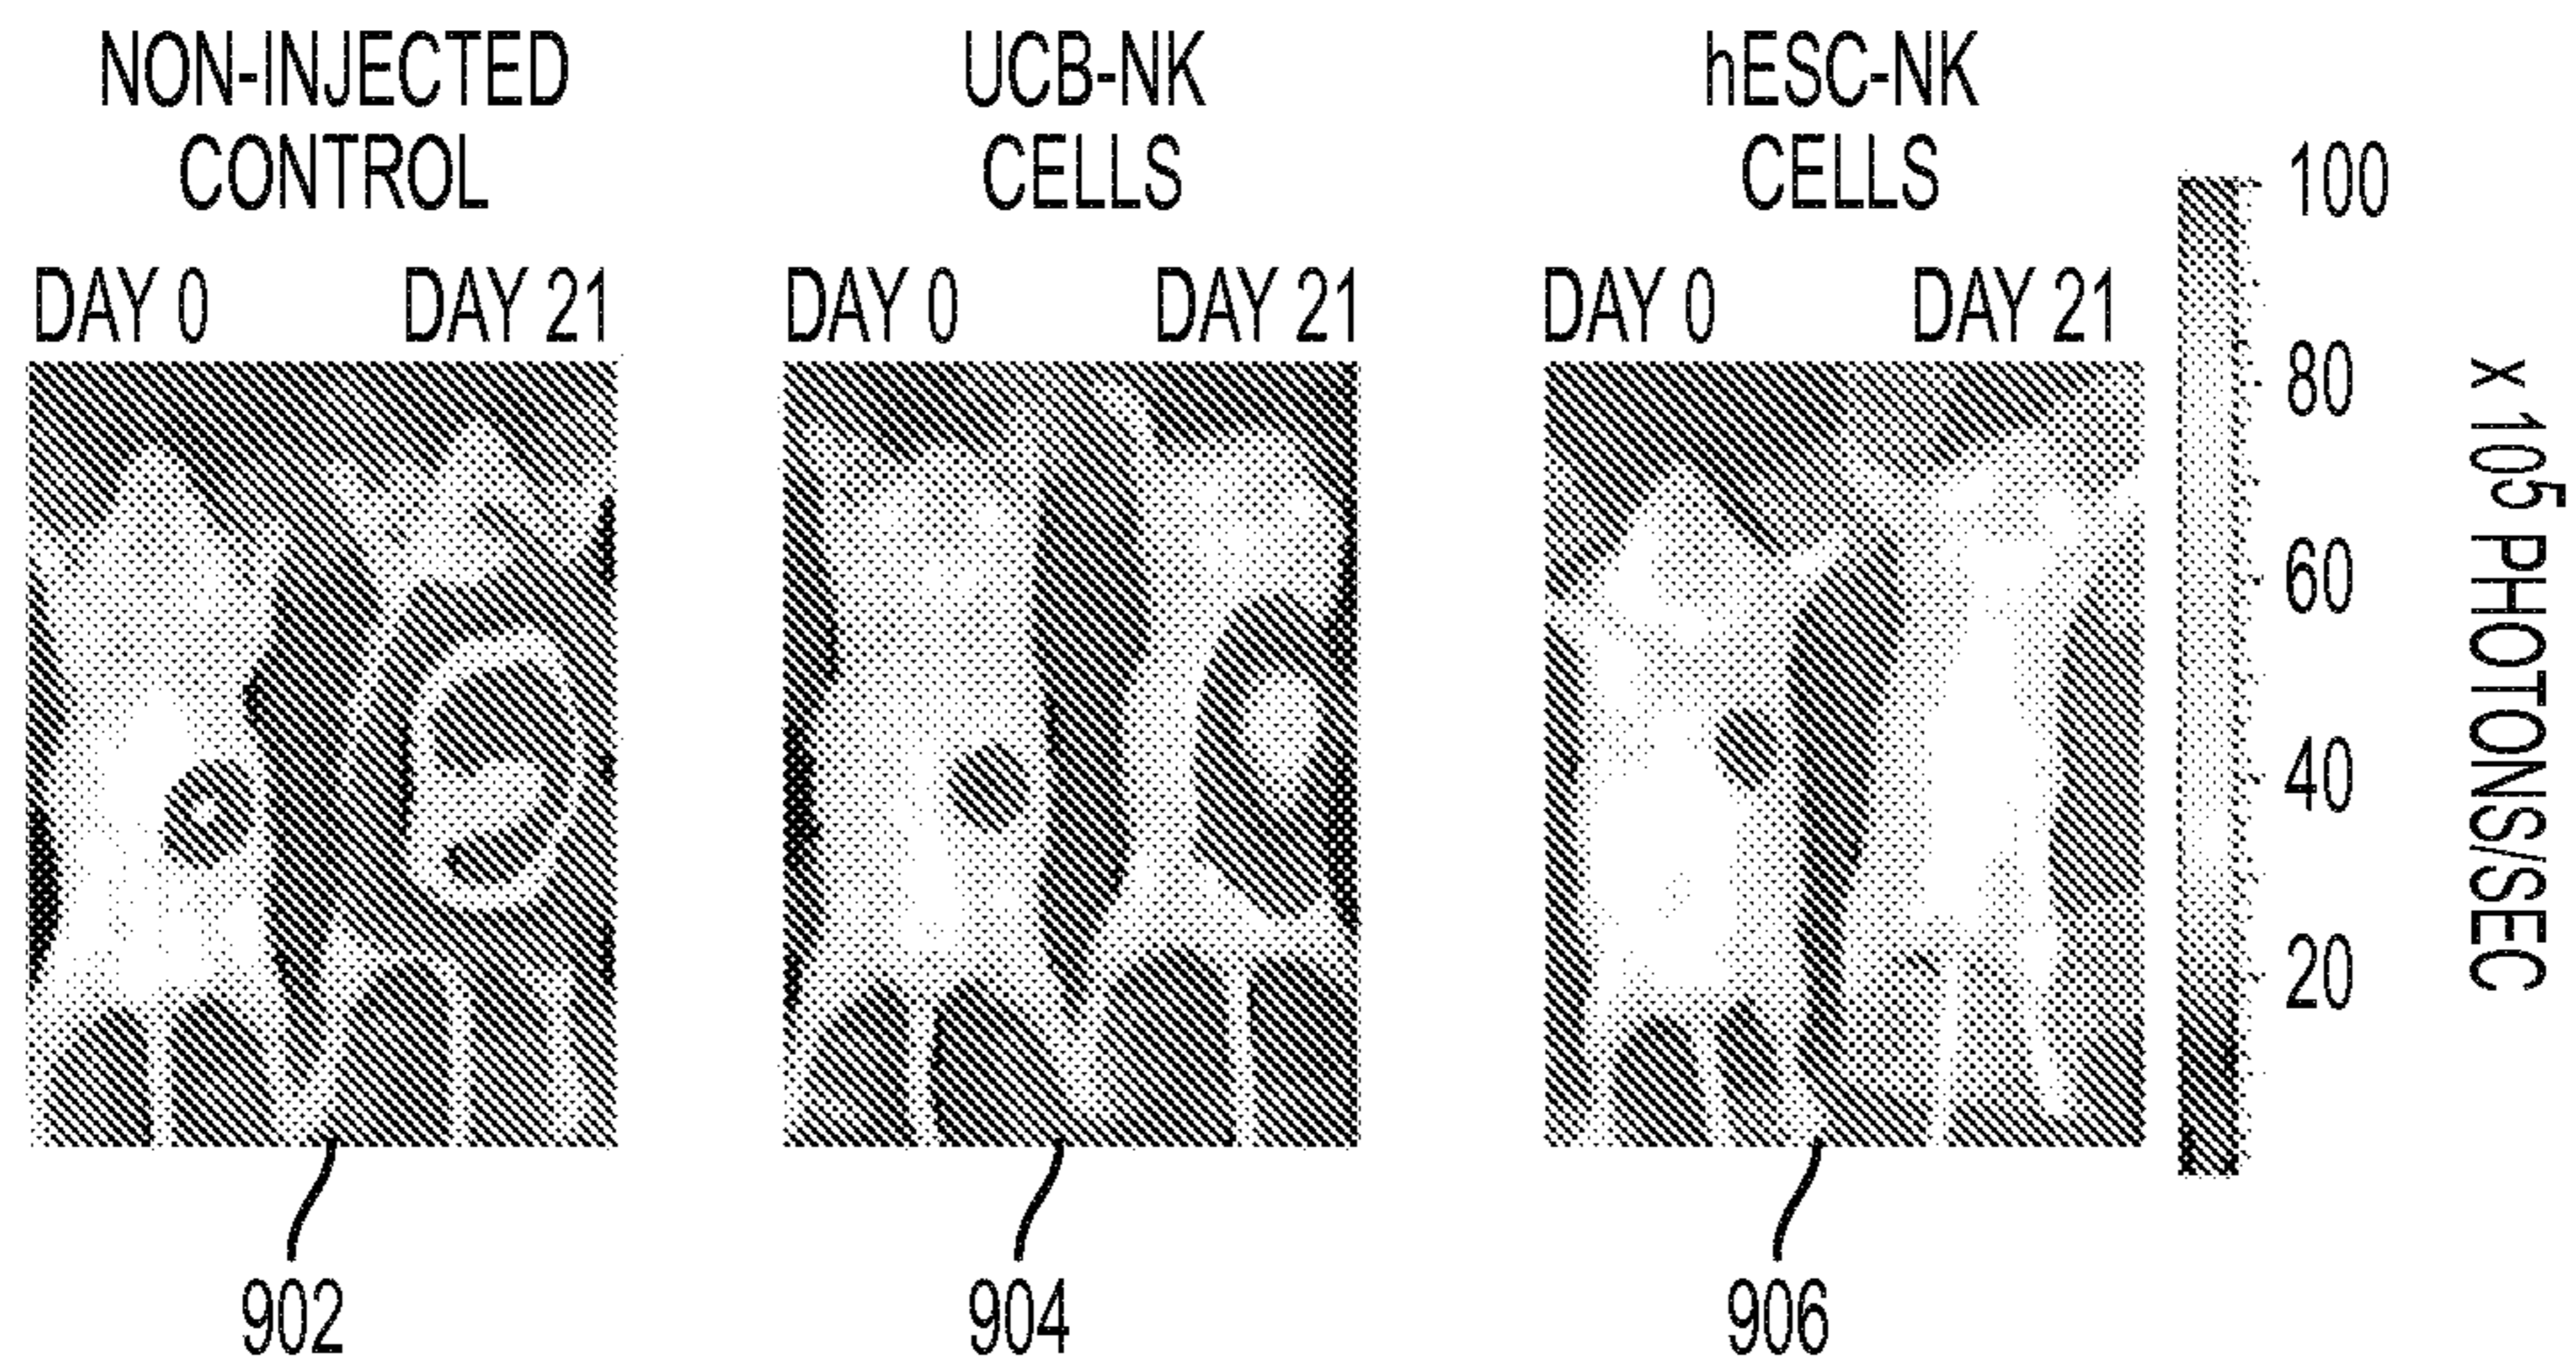 NON-INJECTED
CONTROL
UCB-NK
CELLS
hESC-NK
CELLS
DAY 0
DAY 21
DAY 0
DAY 21
DAY 0
DAY 21
100
80
60
40
20
x 105 PHOTONS/SEC
902
904
906